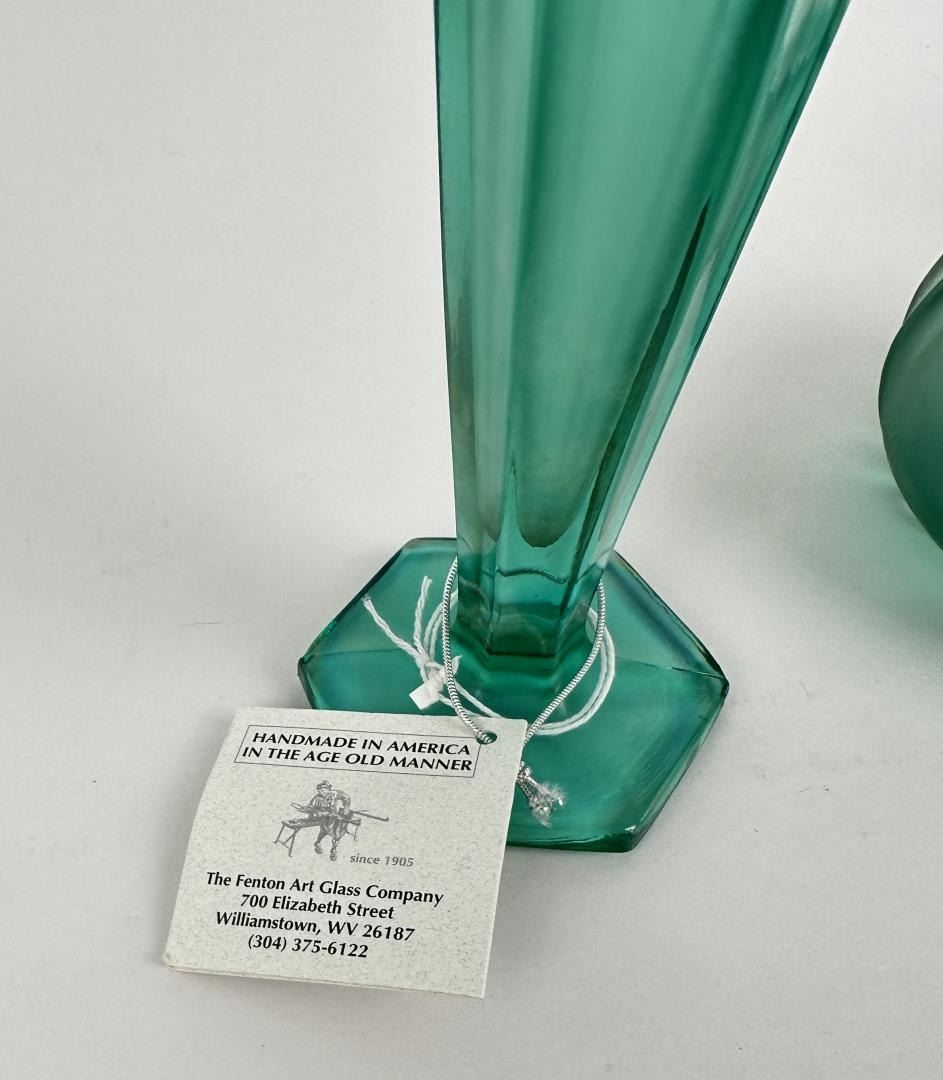 HANDMADE IN AMERICA
IN THE AGE OLD MANNER
since 1905
The Fenton Art Glass Company
700 Elizabeth Street
Williamstown, WV 26187
(304) 375-6122